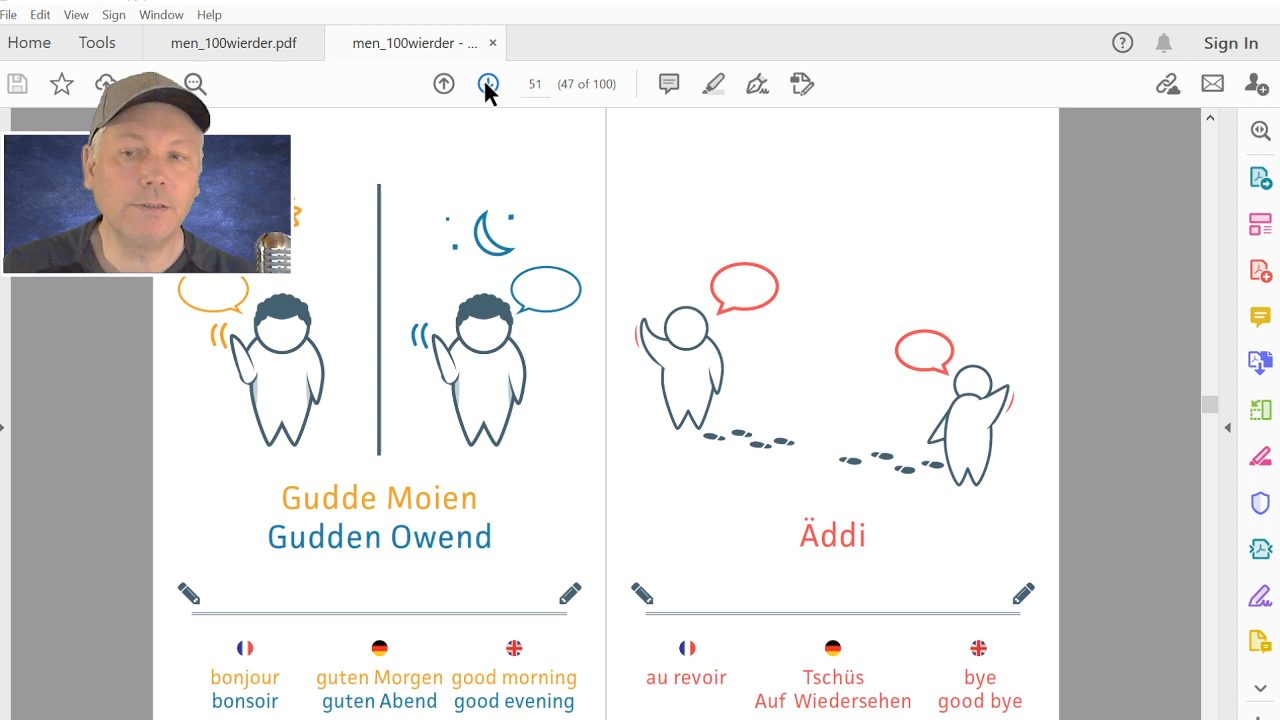 File Edit View Sign Window Help
Home Tools men_100wierder.pdf men_100wierder - ... × Sign In
51 (47 of 100)
Gudde Moien
Gudden Owend
bonjour guten Morgen good morning
bonsoir guten Abend good evening
Äddi
au revoir Tschüs bye
Auf Wiedersehen good bye